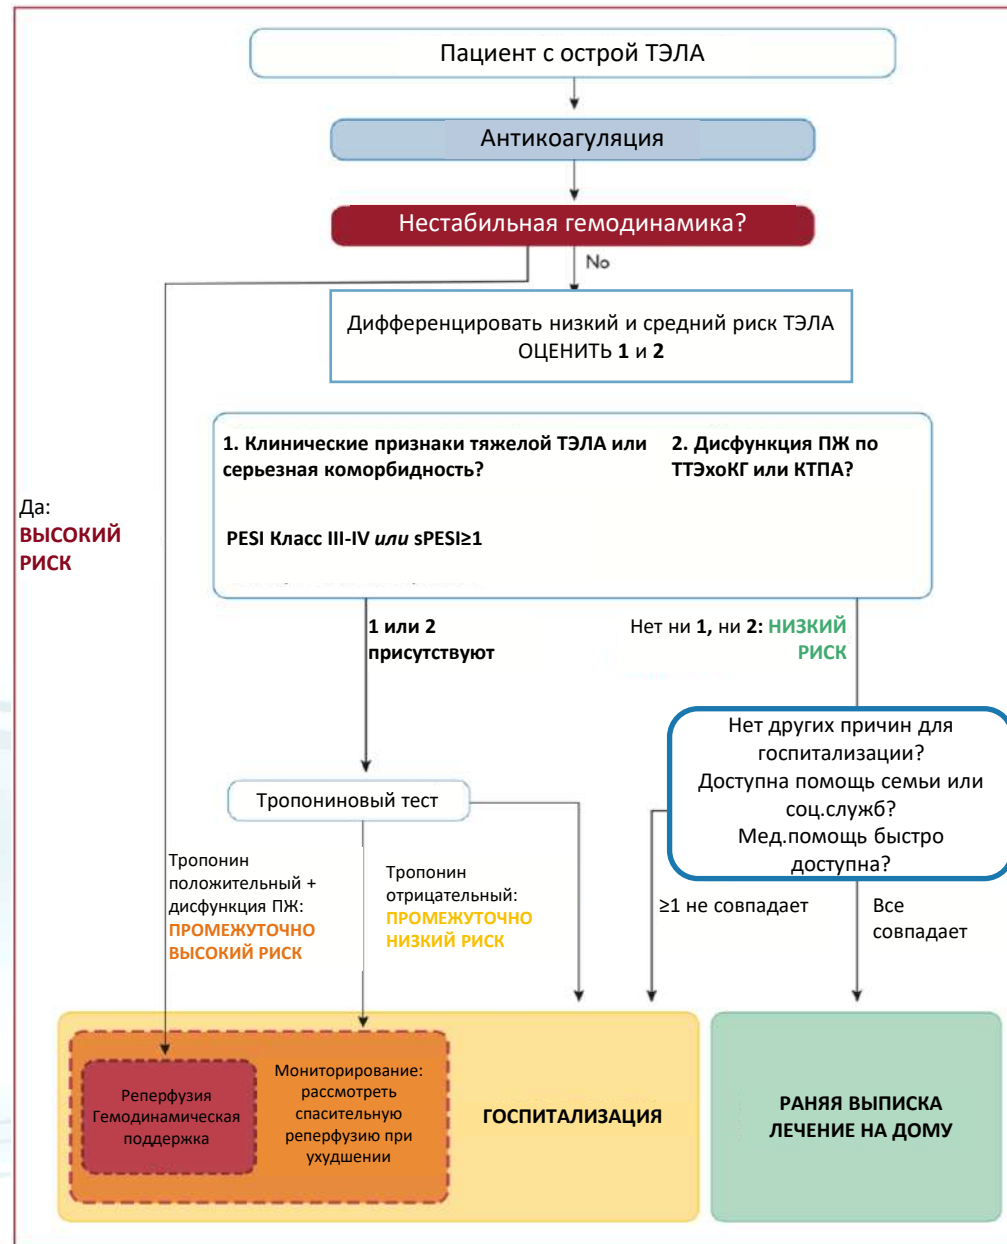 Пациент с острой ТЭЛА
Антикоагуляция
Нестабильная гемодинамика?
No
Дифференцировать низкий и средний риск ТЭЛА
ОЦЕНИТЬ 1 и 2
1. Клинические признаки тяжелой ТЭЛА или
серьезная коморбидность?
PESI Класс III-IV или sPESI≥1
2. Дисфункция ПЖ по
ТТЭхоКГ или КТПА?
Да:
ВЫСОКИЙ
РИСК
1 или 2
присутствуют
Нет ни 1, ни 2: НИЗКИЙ
РИСК
Нет других причин для
госпитализации?
Доступна помощь семьи или
соц.служб?
Мед.помощь быстро
доступна?
Тропониновый тест
Тропонин
положительный +
дисфункция ПЖ:
ПРОМЕЖУТОЧНО
ВЫСОКИЙ РИСК
Тропонин
отрицательный:
ПРОМЕЖУТОЧНО
НИЗКИЙ РИСК
≥1 не совпадает
Все
совпадает
Реперфузия
Гемодинамическая
поддержка
Мониторирование:
рассмотреть
спасительную
реперфузию при
ухудшении
ГОСПИТАЛИЗАЦИЯ
РАНЯЯ ВЫПИСКА
ЛЕЧЕНИЕ НА ДОМУ